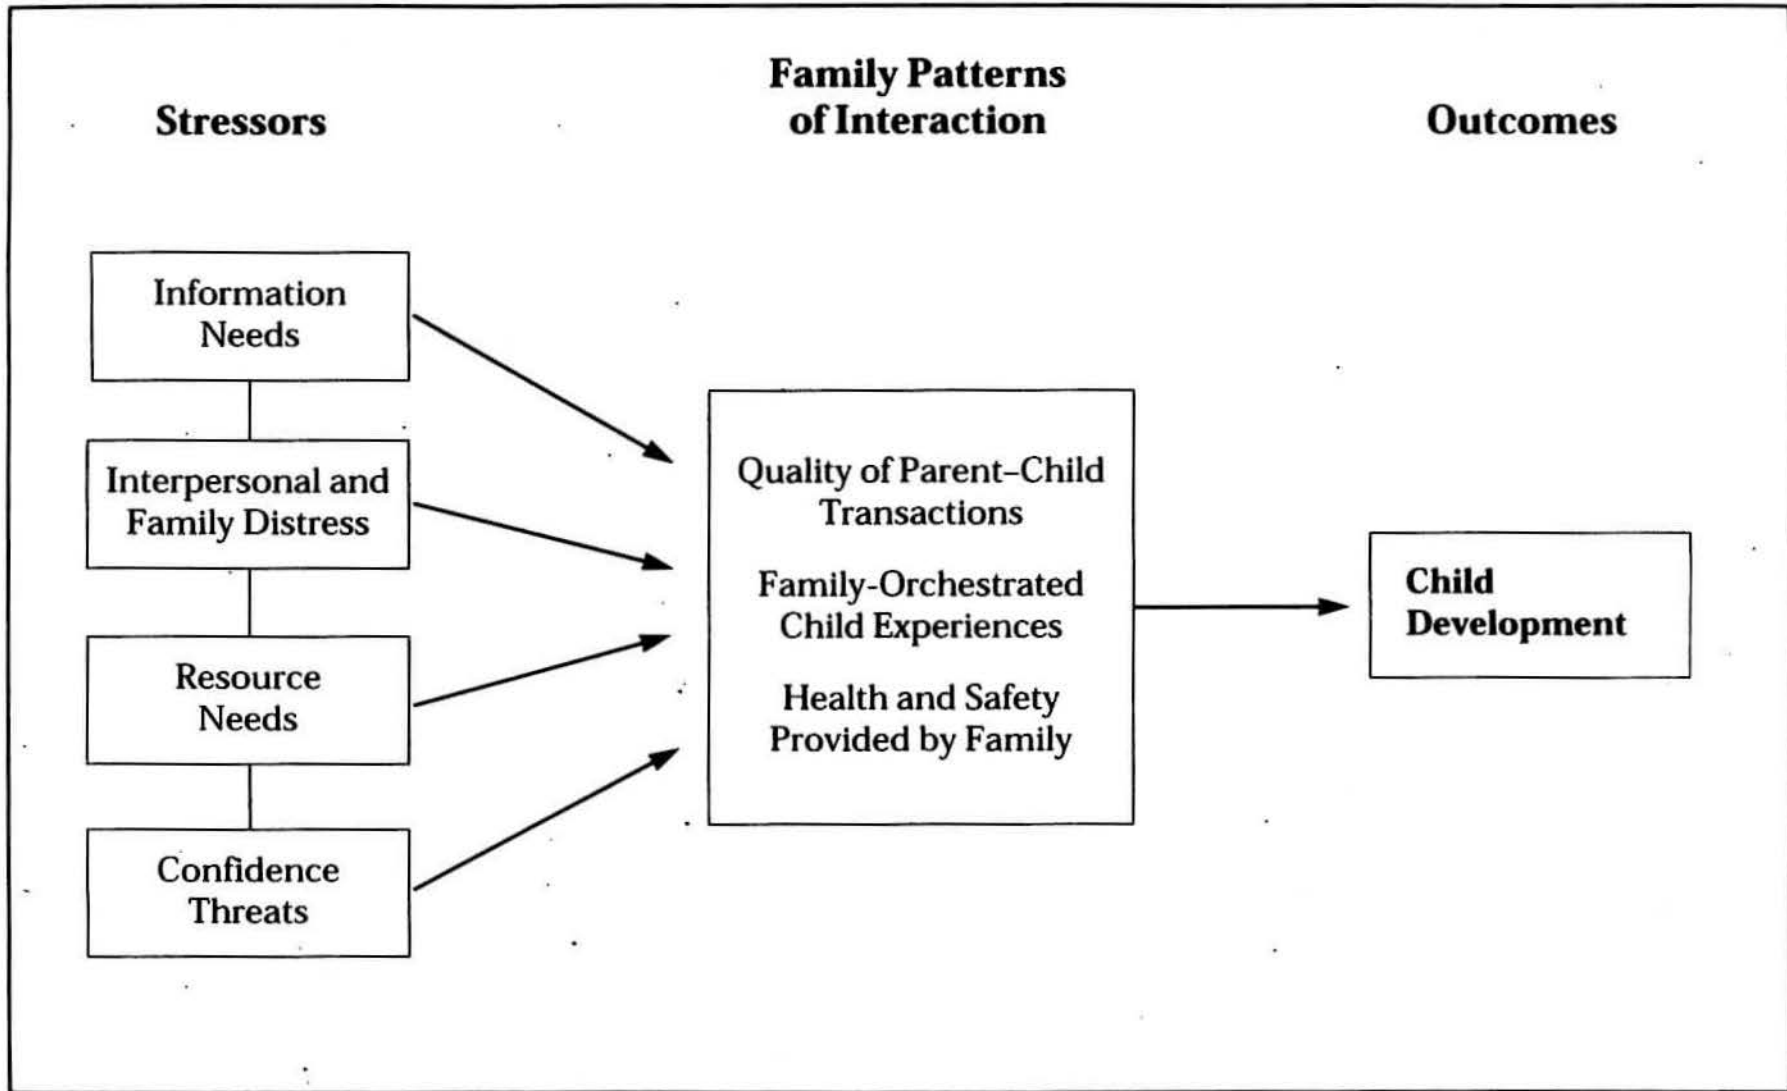 Stressors
Family Patterns
of Interaction
Outcomes
Information
Needs
Interpersonal and
Family Distress
Resource
Needs
Confidence
Threats
Quality of Parent–Child
Transactions
Family-Orchestrated
Child Experiences
Health and Safety
Provided by Family
Child
Development